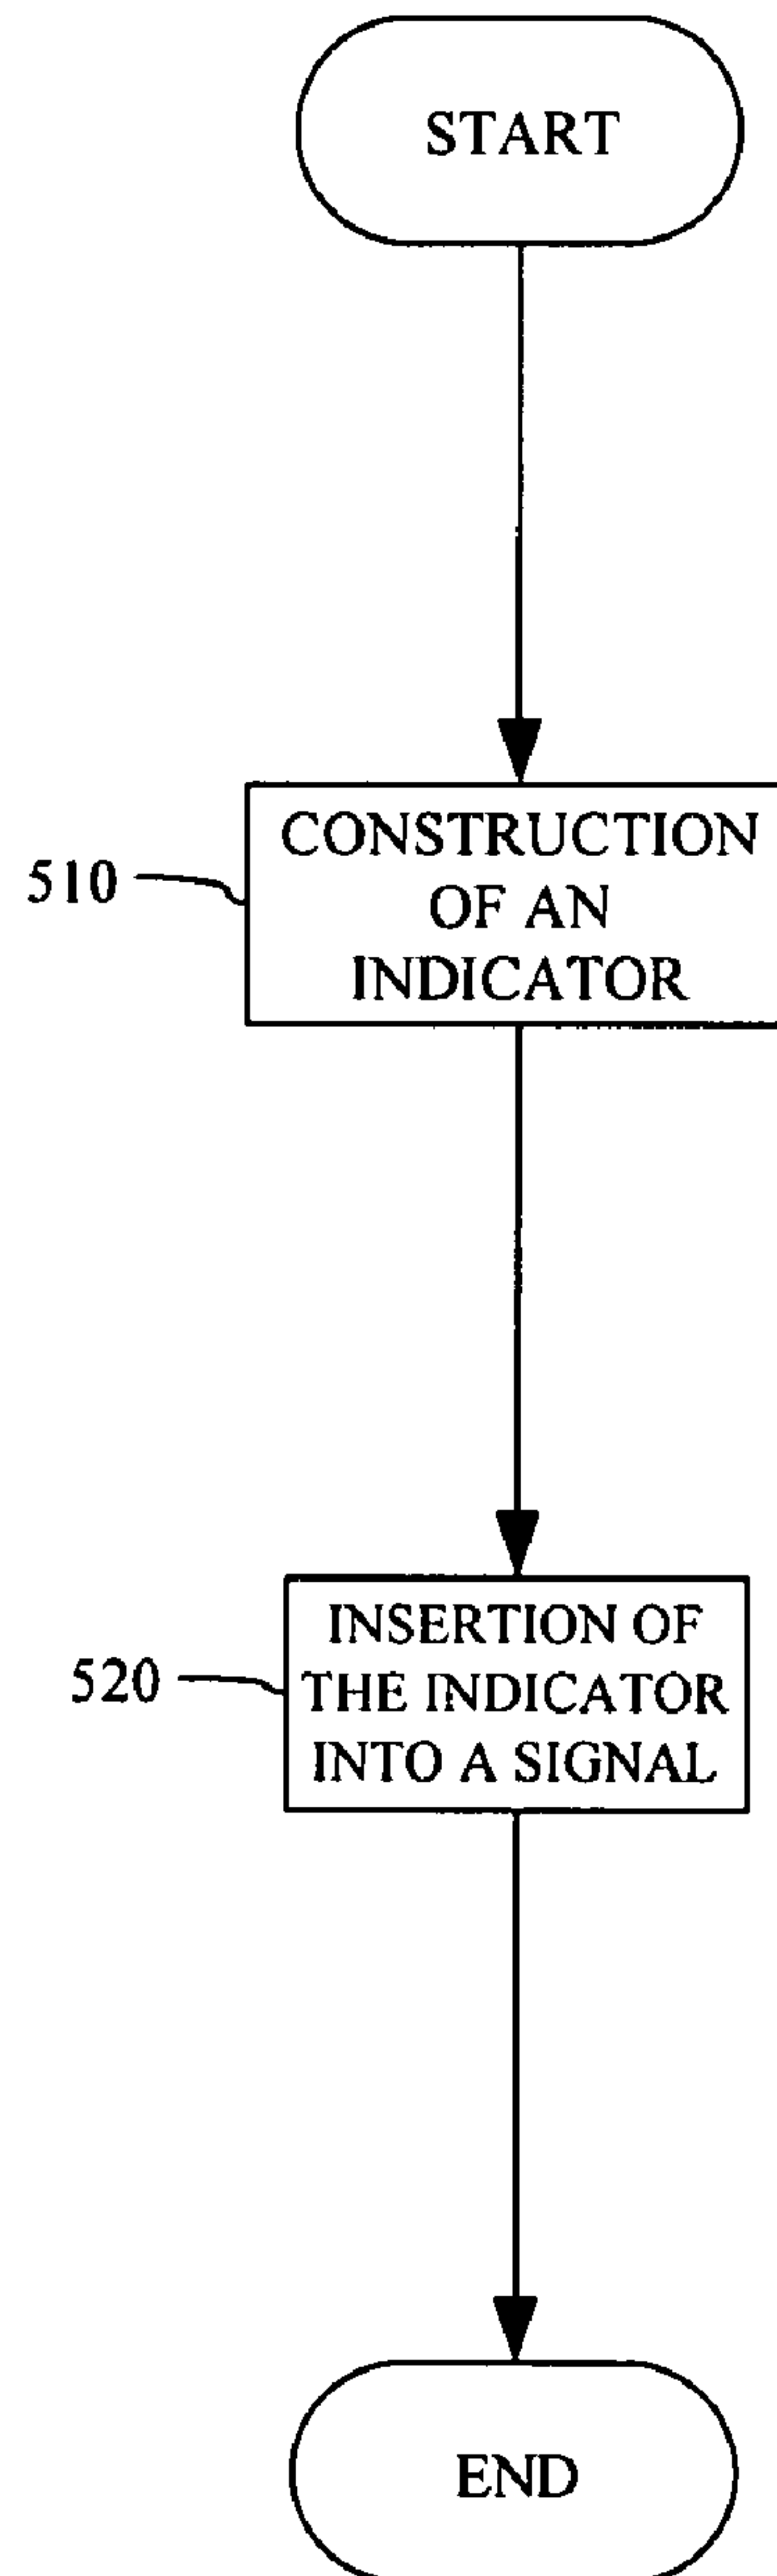 START
CONSTRUCTION
OF AN
INDICATOR
510
INSERTION OF
THE INDICATOR
INTO A SIGNAL
520
END